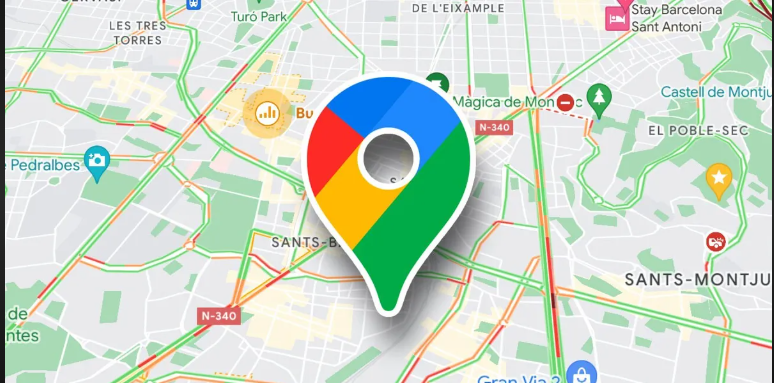 DE L'EIXAMPLE
Turó Park
Stay Barcelona
Sant Antoni
LES TRES
TORRES
Castell de Montju
Màgica de Mon c
Bu
N-340
EL POBLE-SEC
Pedralbes
SANTS-B
SANTS-MONTJU
N-340
de
ntes
Gran Via 2